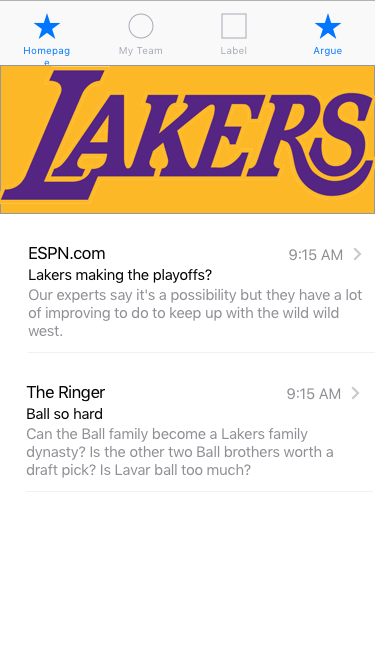 Homepag
e
My Team
Label
Argue
LAKERS
ESPN.com
9:15 AM
Lakers making the playoffs?
Our experts say it's a possibility but they have a lot
of improving to do to keep up with the wild wild
west.
The Ringer
9:15 AM
Ball so hard
Can the Ball family become a Lakers family
dynasty? Is the other two Ball brothers worth a
draft pick? Is Lavar ball too much?